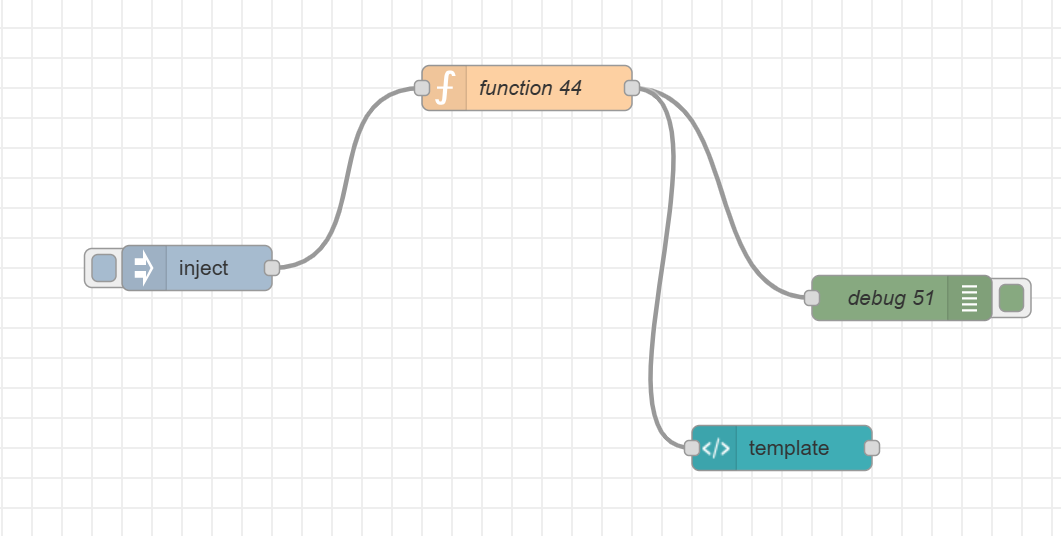 function 44
inject
debug 51
template